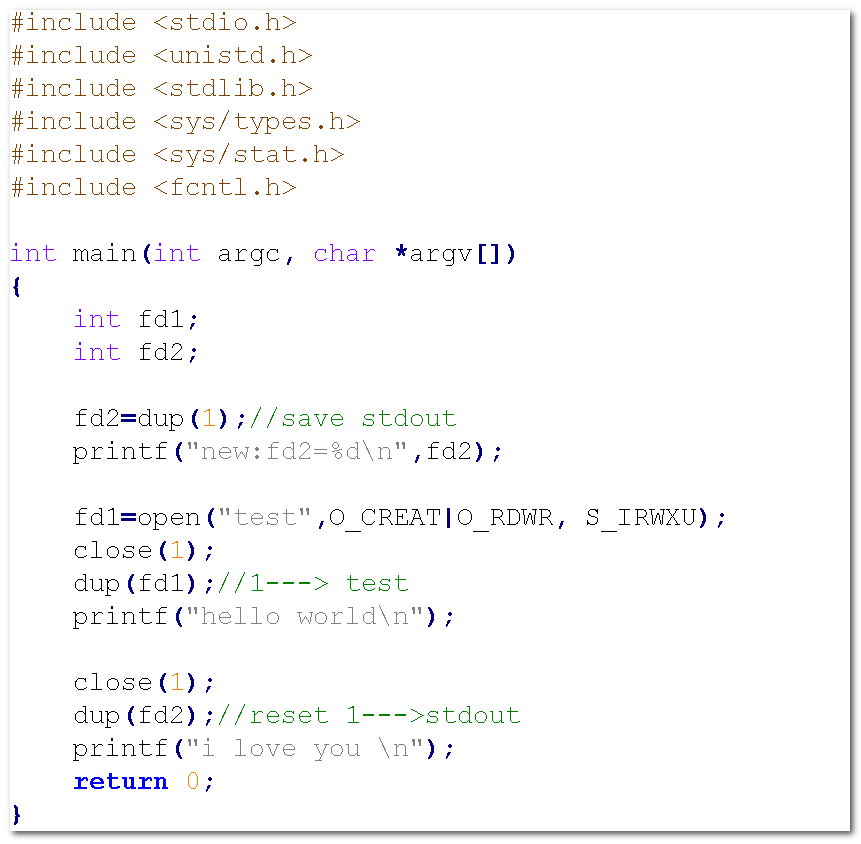 #include <stdio.h>
#include <unistd.h>
#include <stdlib.h>
#include <sys/types.h>
#include <sys/stat.h>
#include <fcntl.h>
int main(int argc, char *argv[])
{
    int fd1;
    int fd2;
    fd2=dup(1);//save stdout
    printf("new:fd2=%d\n",fd2);
    fd1=open("test",O_CREAT|O_RDWR, S_IRWXU);
    close(1);
    dup(fd1);//1---> test
    printf("hello world\n");
    close(1);
    dup(fd2);//reset 1--->stdout
    printf("i love you \n");
    return 0;
}